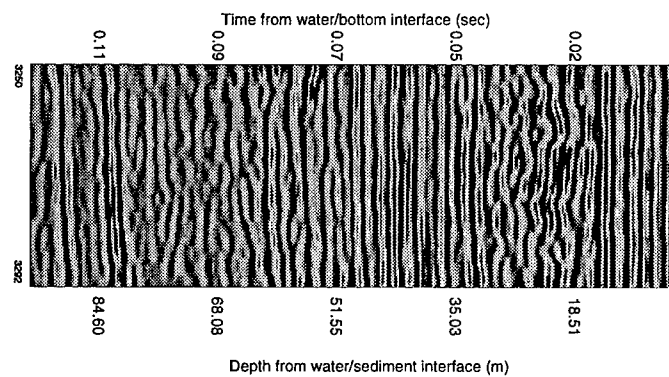 Time from water/bottom interface (sec)
0.11 0.09 0.07 0.05 0.02
3250
3292
84.60 68.08 51.55 35.03 18.51
Depth from water/sediment interface (m)